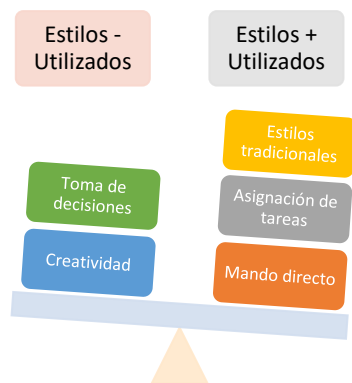 Estilos -
Utilizados
Estilos +
Utilizados
Toma de
decisiones
Creatividad
Estilos
tradicionales
Asignación de
tareas
Mando directo